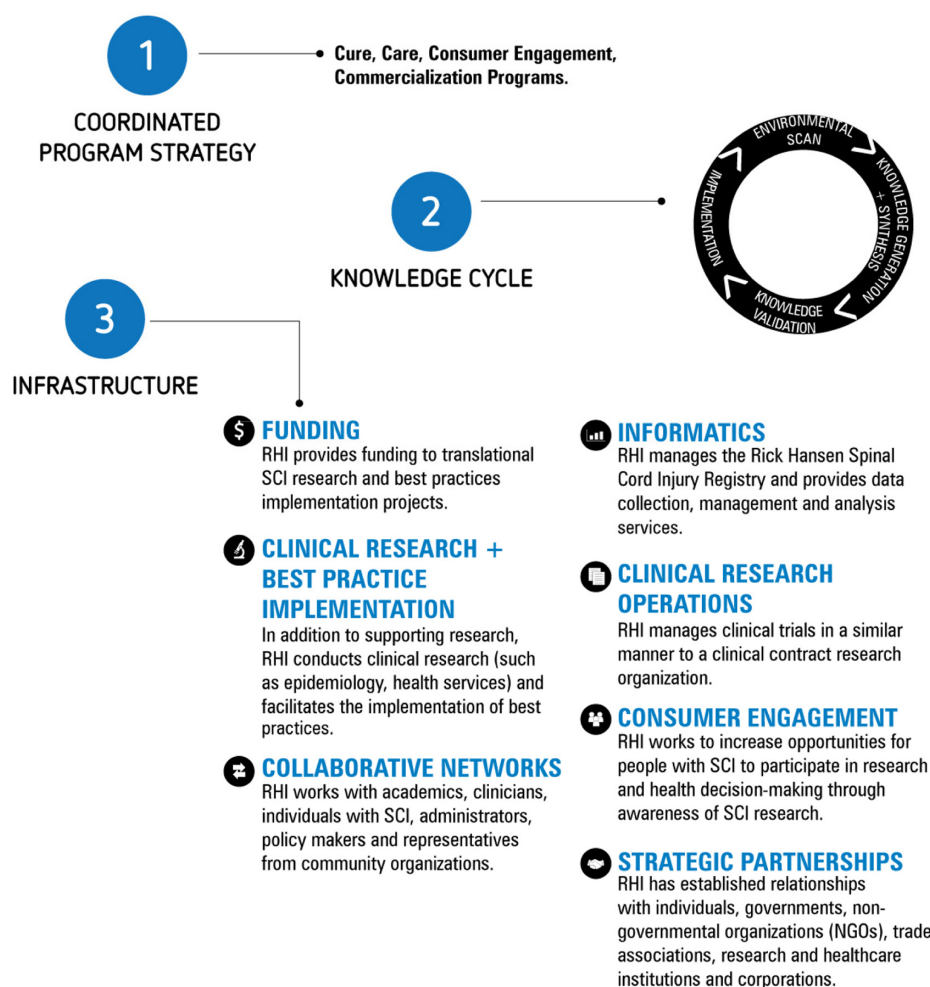 1
COORDINATED
PROGRAM STRATEGY
• Cure, Care, Consumer Engagement,
Commercialization Programs.
2
KNOWLEDGE CYCLE
ENVIRONMENTAL
SCAN
KNOWLEDGE GENERATION
+ SYNTHESIS
KNOWLEDGE
VALIDATION
IMPLEMENTATION
3
INFRASTRUCTURE
$ FUNDING
RHI provides funding to translational
SCI research and best practices
implementation projects.
CLINICAL RESEARCH +
BEST PRACTICE
IMPLEMENTATION
In addition to supporting research,
RHI conducts clinical research (such
as epidemiology, health services) and
facilitates the implementation of best
practices.
COLLABORATIVE NETWORKS
RHI works with academics, clinicians,
individuals with SCI, administrators,
policy makers and representatives
from community organizations.
INFORMATICS
RHI manages the Rick Hansen Spinal
Cord Injury Registry and provides data
collection, management and analysis
services.
CLINICAL RESEARCH
OPERATIONS
RHI manages clinical trials in a similar
manner to a clinical contract research
organization.
CONSUMER ENGAGEMENT
RHI works to increase opportunities for
people with SCI to participate in research
and health decision-making through
awareness of SCI research.
STRATEGIC PARTNERSHIPS
RHI has established relationships
with individuals, governments, non-
governmental organizations (NGOs), trade
associations, research and healthcare
institutions and corporations.